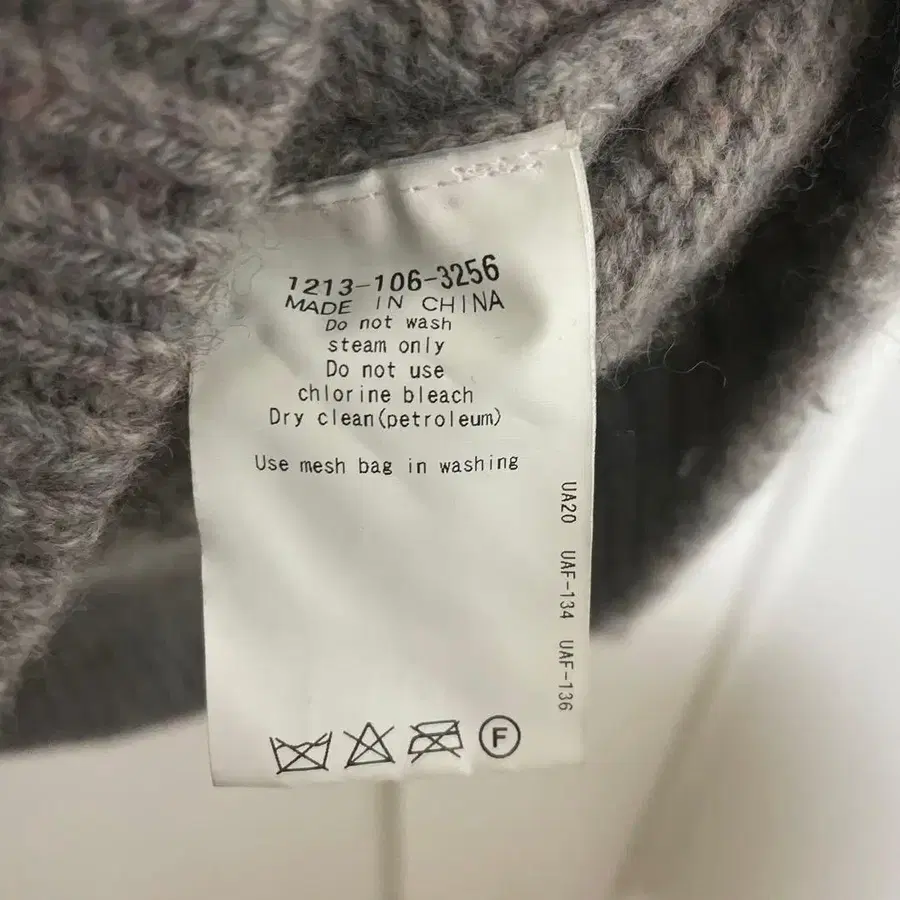 1213-106-3256
MADE IN CHINA
Do not wash
steam only
Do not use
chlorine bleach
Dry clean(petroleum)
Use mesh bag in washing
UA20 UAF-134 UAF-136
F